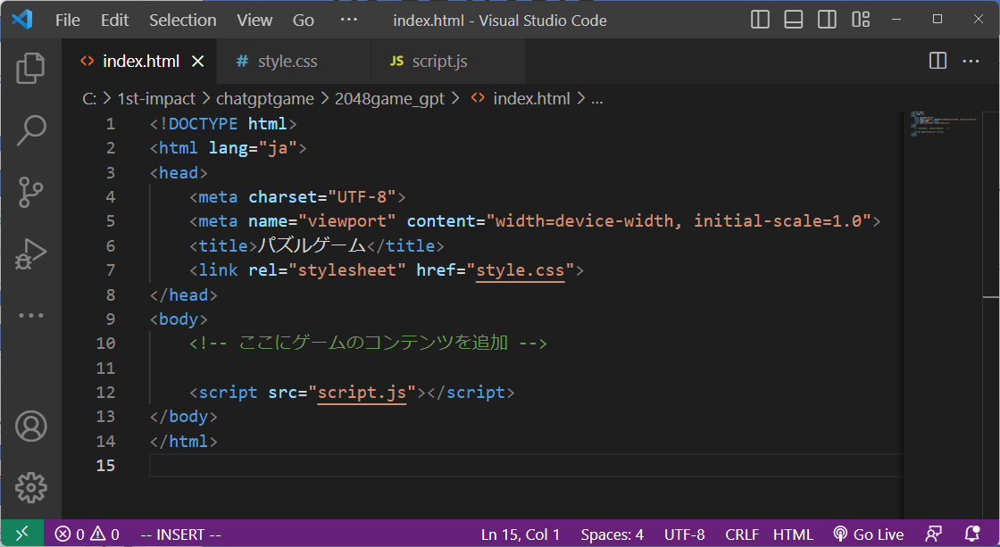 File Edit Selection View Go ··· index.html - Visual Studio Code
<> index.html × # style.css JS script.js ···
C: > 1st-impact > chatgptgame > 2048game_gpt > <> index.html > ...
1 <!DOCTYPE html>
2 <html lang="ja">
3 <head>
4 <meta charset="UTF-8">
5 <meta name="viewport" content="width=device-width, initial-scale=1.0">
6 <title>パズルゲーム</title>
7 <link rel="stylesheet" href="style.css">
8 </head>
9 <body>
10 <!-- ここにゲームのコンテンツを追加 -->
11
12 <script src="script.js"></script>
13 </body>
14 </html>
15
0 0 -- INSERT -- Ln 15, Col 1 Spaces: 4 UTF-8 CRLF HTML Go Live